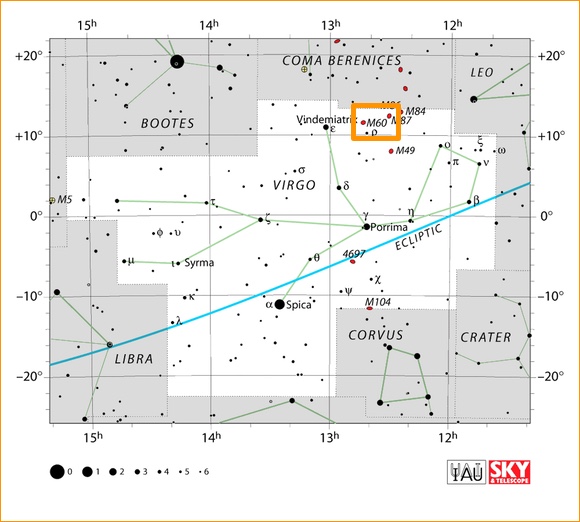 15h 14h 13h 12h
+20° +20°
COMA BERENICES
LEO
M84
Vindemiatrix M60 M87
BOOTES ε ρ
+10° +10°
ξ
ο ω
M49 π ν
σ
VIRGO δ
M5 τ β
0° ζ γ η 0°
Porrima
ϕ υ ECLIPTIC
μ ι Syrma θ 4697
χ
–10° κ ψ –10°
α Spica M104
λ
CORVUS CRATER
LIBRA
–20° –20°
15h 14h 13h 12h
0 1 2 3 4 5 6
IAU SKY
& TELESCOPE